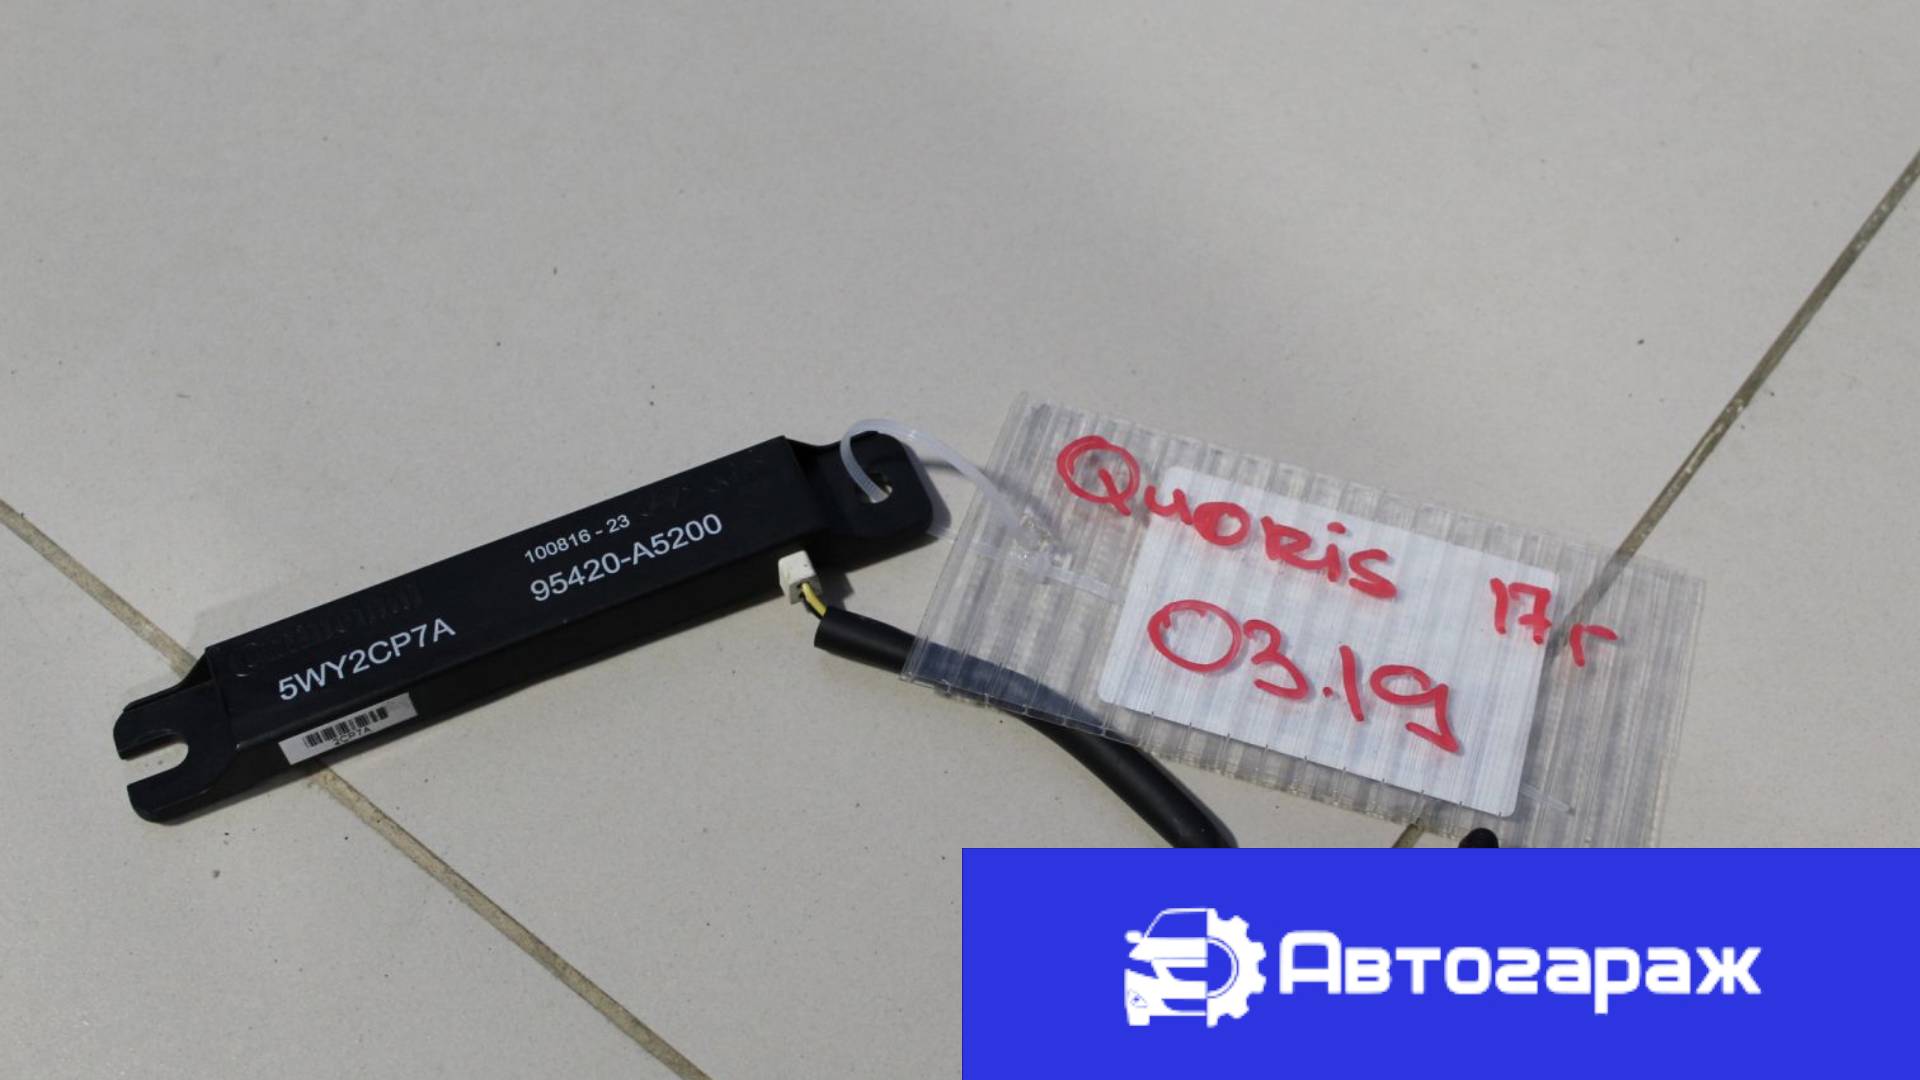 100816 - 23
95420-A5200
5WY2CP7A
2CP7A
Quoris 17г
03.19
Автогараж